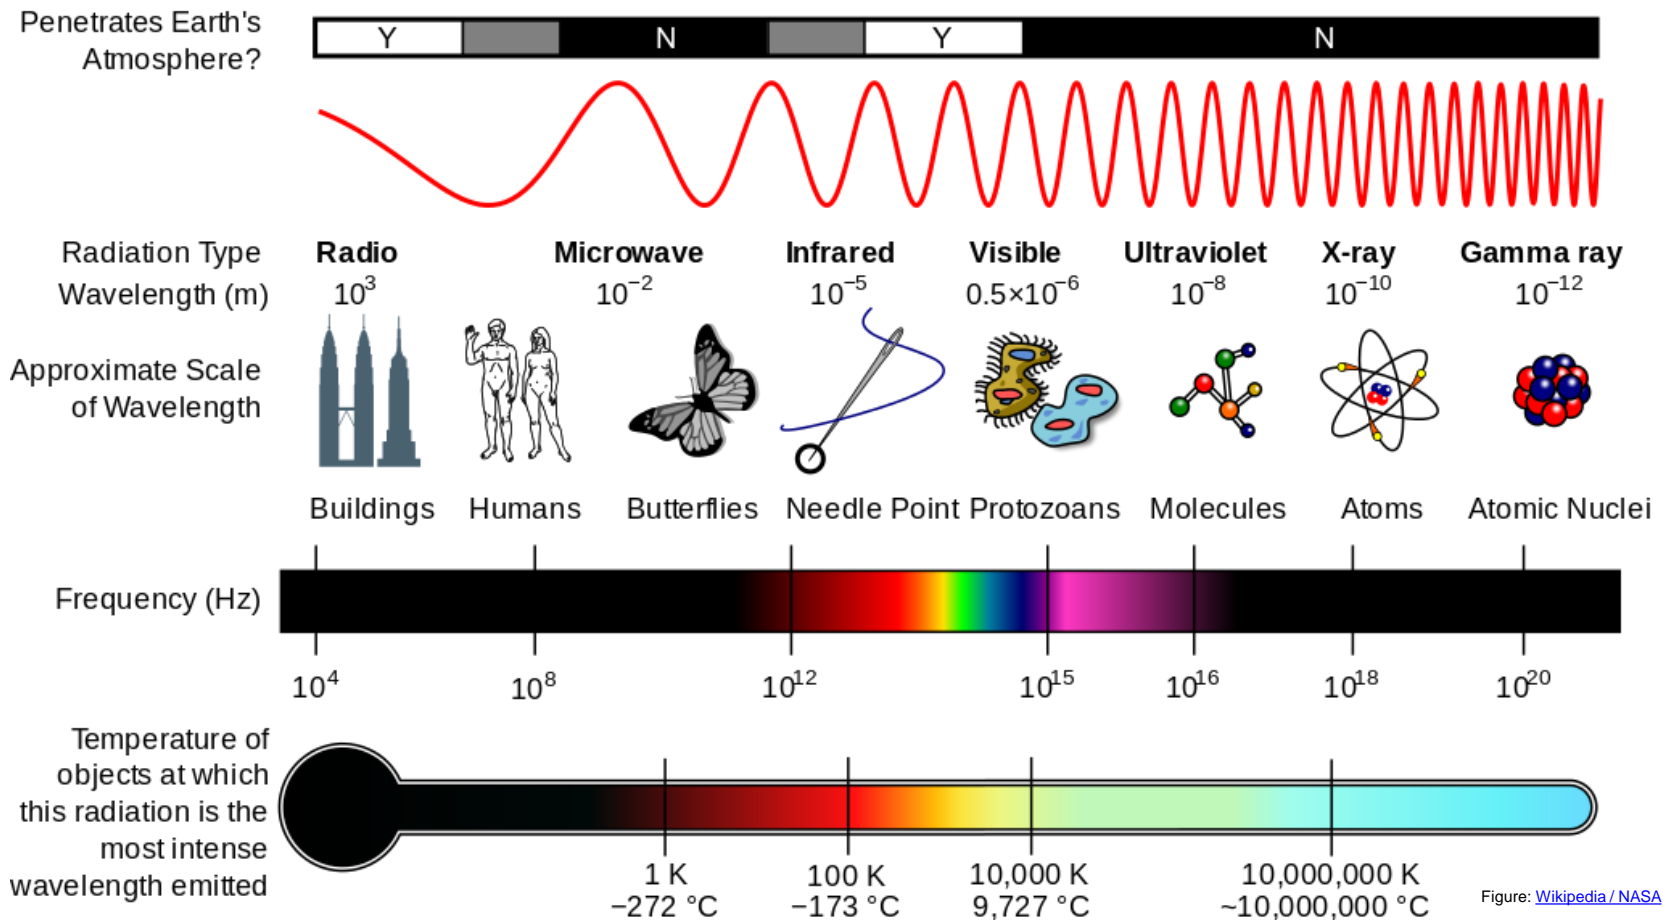 Penetrates Earth's
Atmosphere?
Y N Y N
Radiation Type
Radio Microwave Infrared Visible Ultraviolet X-ray Gamma ray
Wavelength (m)
10³ 10⁻² 10⁻⁵ 0.5×10⁻⁶ 10⁻⁸ 10⁻¹⁰ 10⁻¹²
Approximate Scale
of Wavelength
Buildings Humans Butterflies Needle Point Protozoans Molecules Atoms Atomic Nuclei
Frequency (Hz)
10⁴ 10⁸ 10¹² 10¹⁵ 10¹⁶ 10¹⁸ 10²⁰
Temperature of
objects at which
this radiation is the
most intense
wavelength emitted
1 K 100 K 10,000 K 10,000,000 K
−272 °C −173 °C 9,727 °C ~10,000,000 °C
Figure: Wikipedia / NASA